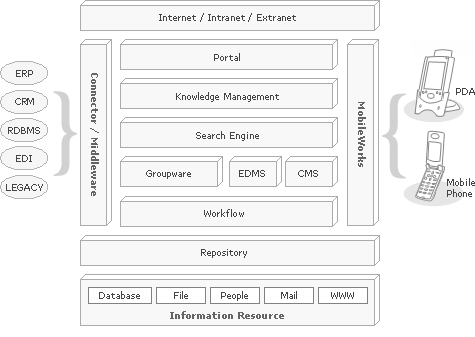 Internet / Intranet / Extranet
ERP
CRM
RDBMS
EDI
LEGACY
Connector / Middleware
Portal
Knowledge Management
Search Engine
Groupware
EDMS
CMS
Workflow
MobileWorks
PDA
Mobile
Phone
Repository
Database
File
People
Mail
WWW
Information Resource